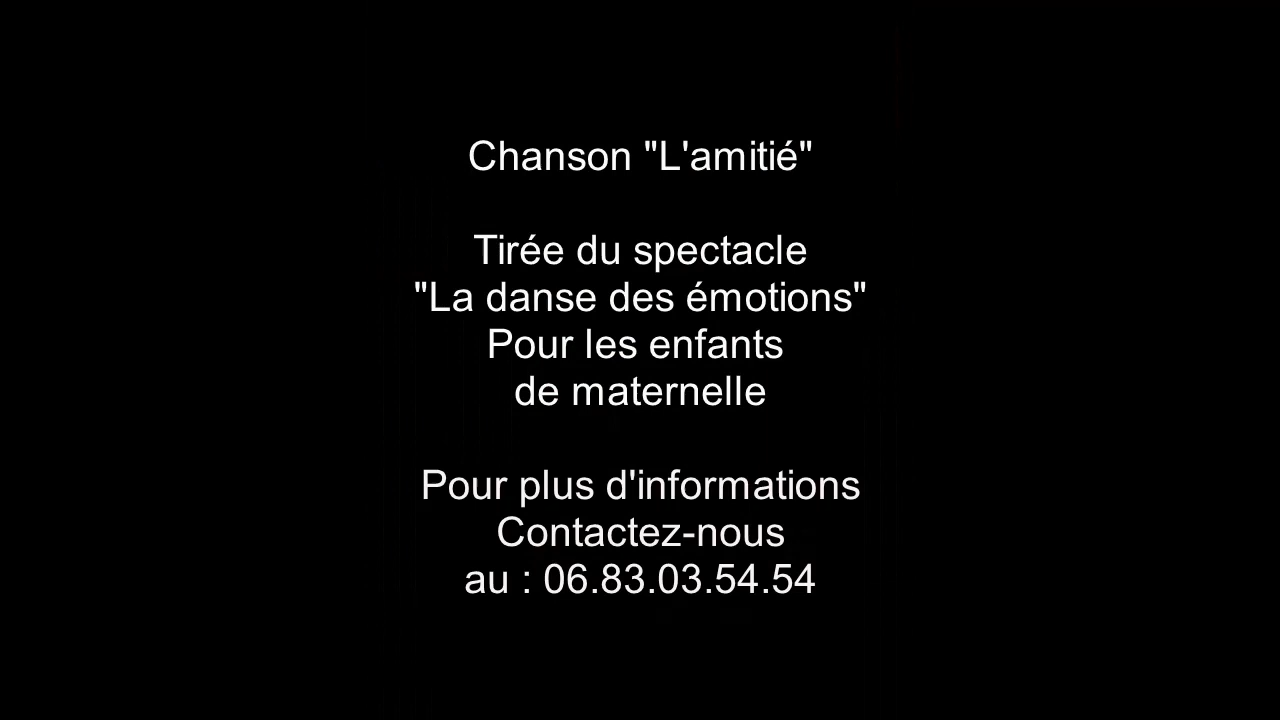 Chanson "L'amitié"
Tirée du spectacle
"La danse des émotions"
Pour les enfants
de maternelle
Pour plus d'informations
Contactez-nous
au : 06.83.03.54.54